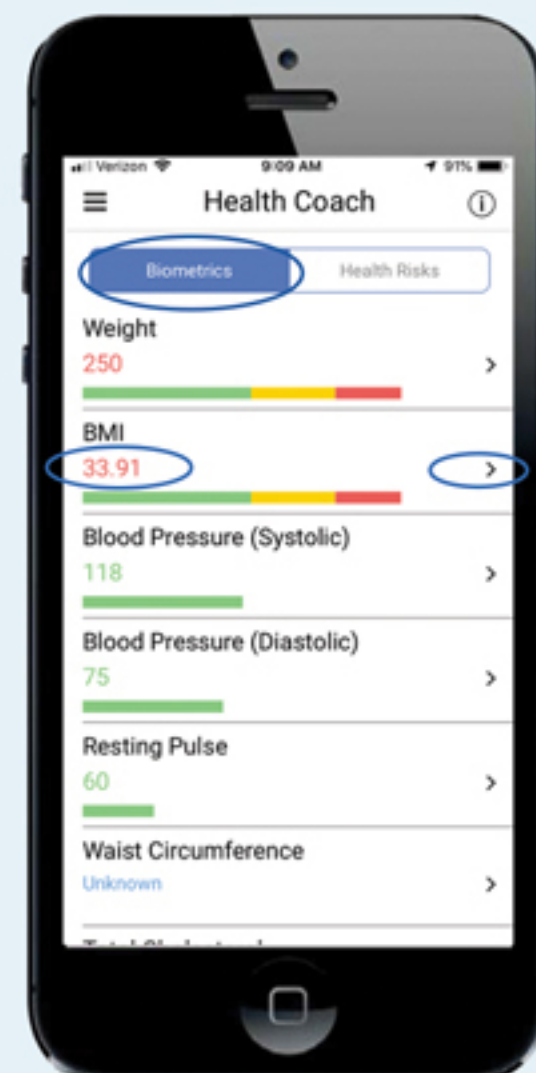 Verizon 9:09 AM 91%
Health Coach
Biometrics Health Risks
Weight
250
BMI
33.91
Blood Pressure (Systolic)
118
Blood Pressure (Diastolic)
75
Resting Pulse
60
Waist Circumference
Unknown